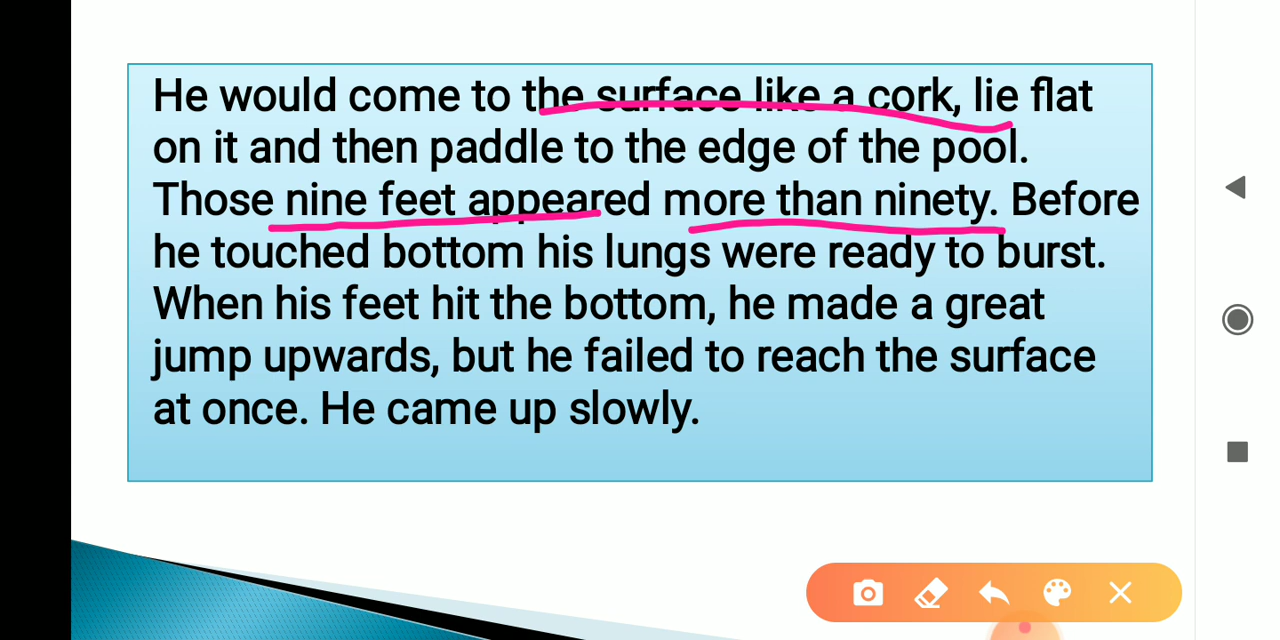 He would come to the surface like a cork, lie flat
on it and then paddle to the edge of the pool.
Those nine feet appeared more than ninety. Before
he touched bottom his lungs were ready to burst.
When his feet hit the bottom, he made a great
jump upwards, but he failed to reach the surface
at once. He came up slowly.